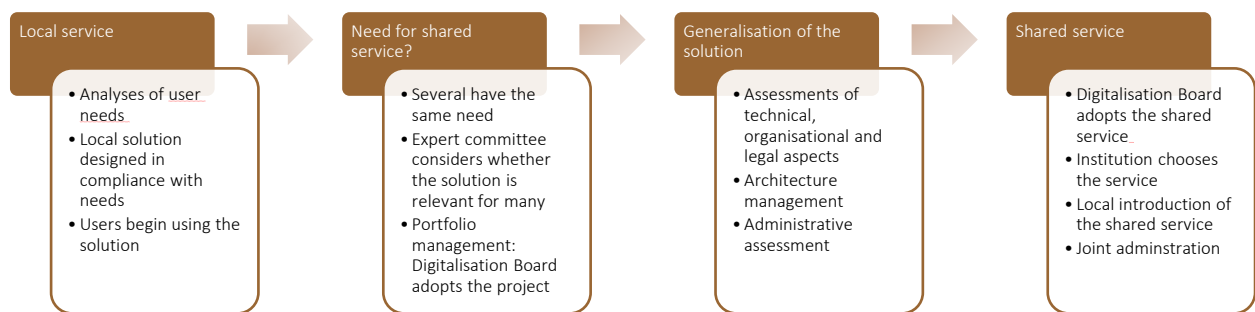 Local service
• Analyses of user
needs
• Local solution
designed in
compliance with
needs
• Users begin using the
solution
Need for shared
service?
• Several have the
same need
• Expert committee
considers whether
the solution is
relevant for many
• Portfolio
management:
Digitalisation Board
adopts the project
Generalisation of the
solution
• Assessments of
technical,
organisational and
legal aspects
• Architecture
management
• Administrative
assessment
Shared service
• Digitalisation Board
adopts the shared
service
• Institution chooses
the service
• Local introduction of
the shared service
• Joint adminstration